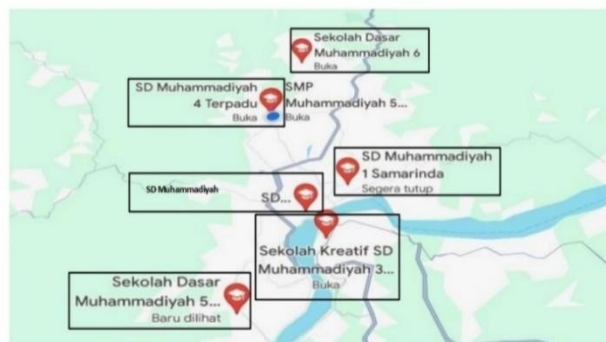 Sekolah Dasar
Muhammadiyah 6
Buka
SD Muhammadiyah
4 Terpadu
Buka
SMP
Muhammadiyah 5...
Buka
SD Muhammadiyah
1 Samarinda
Segera tutup
SD Muhammadiyah
SD...
Sekolah Kreatif SD
Muhammadiyah 3...
Buka
Sekolah Dasar
Muhammadiyah 5...
Baru dilihat